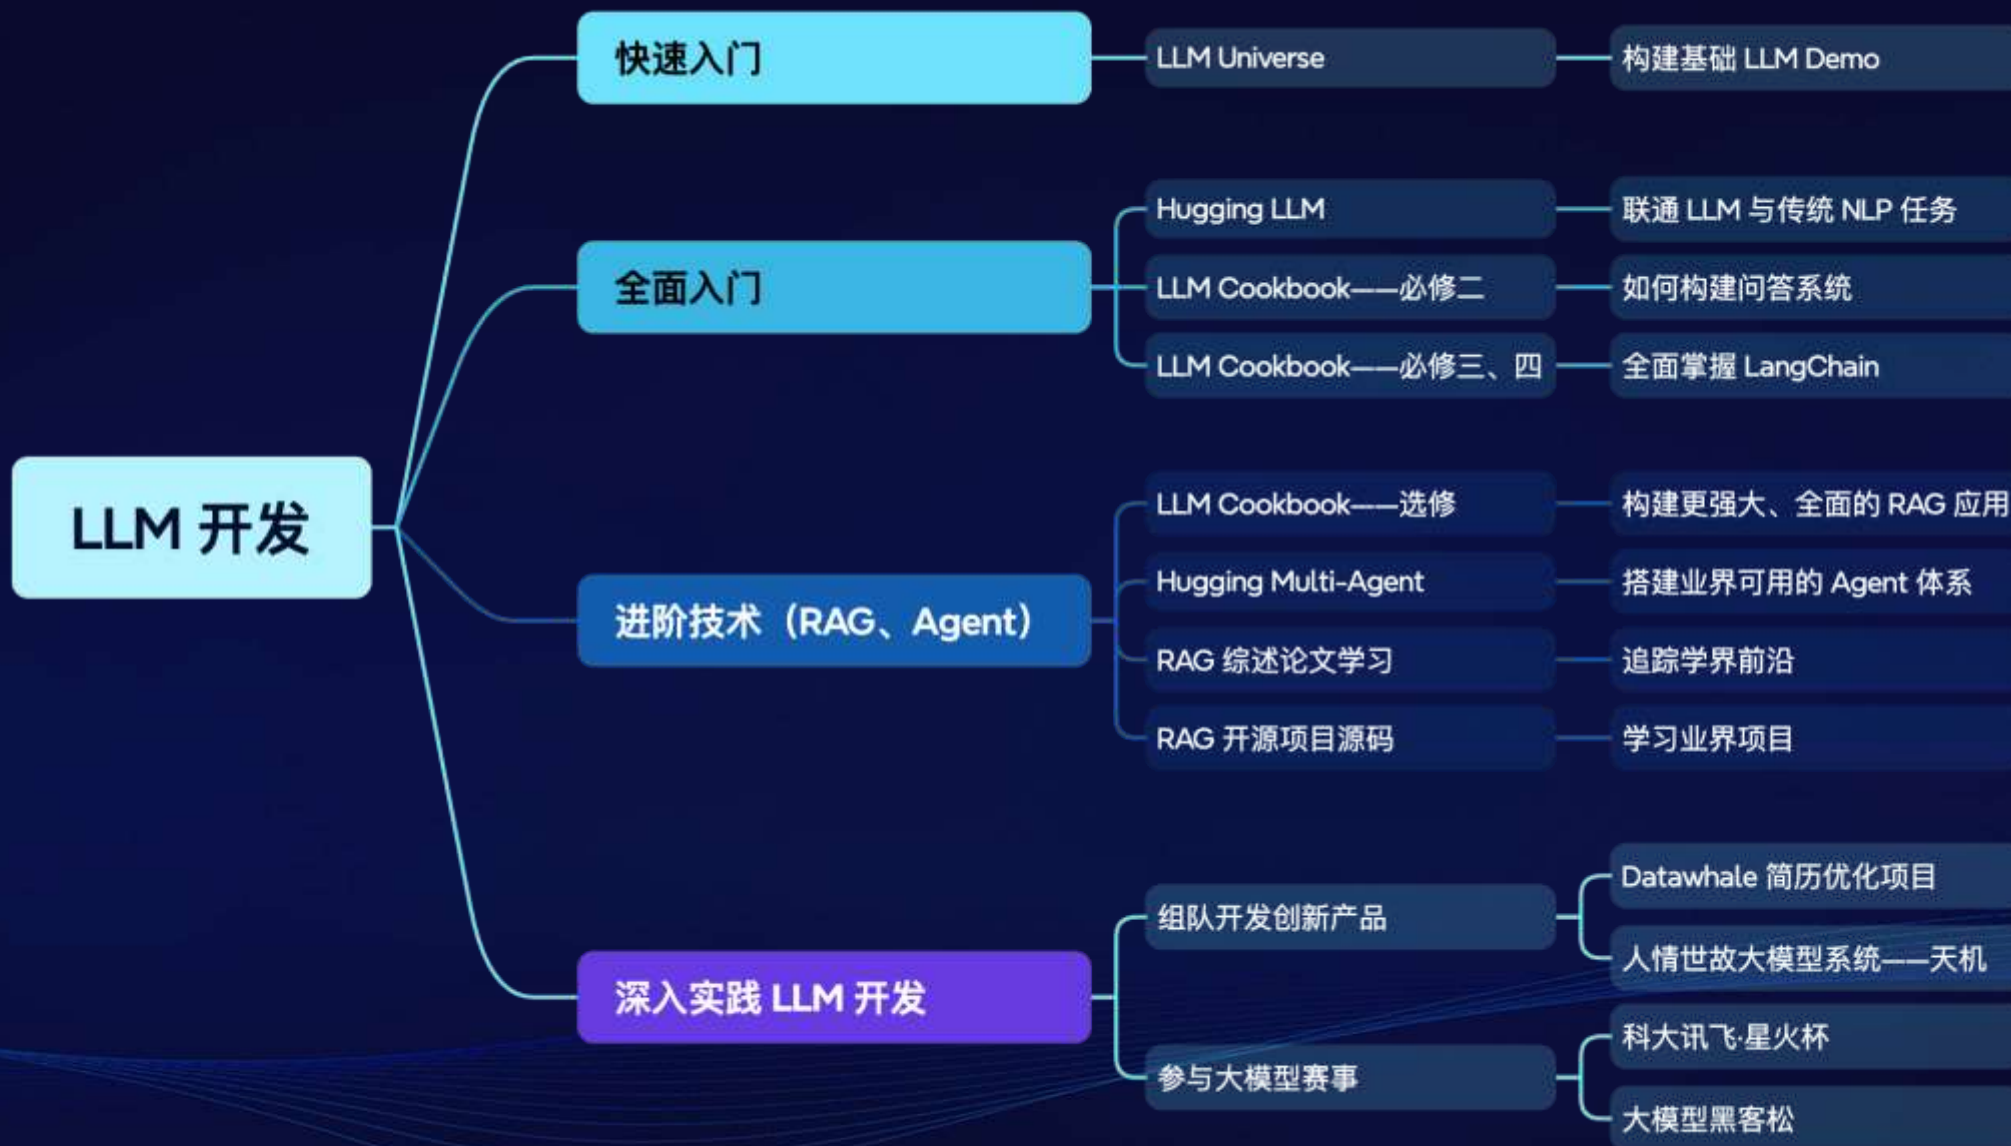 LLM 开发
快速入门
LLM Universe
构建基础 LLM Demo
全面入门
Hugging LLM
联通 LLM 与传统 NLP 任务
LLM Cookbook——必修二
如何构建问答系统
LLM Cookbook——必修三、四
全面掌握 LangChain
进阶技术（RAG、Agent）
LLM Cookbook——选修
构建更强大、全面的 RAG 应用
Hugging Multi-Agent
搭建业界可用的 Agent 体系
RAG 综述论文学习
追踪学界前沿
RAG 开源项目源码
学习业界项目
深入实践 LLM 开发
组队开发创新产品
Datawhale 简历优化项目
人情世故大模型系统——天机
参与大模型赛事
科大讯飞·星火杯
大模型黑客松